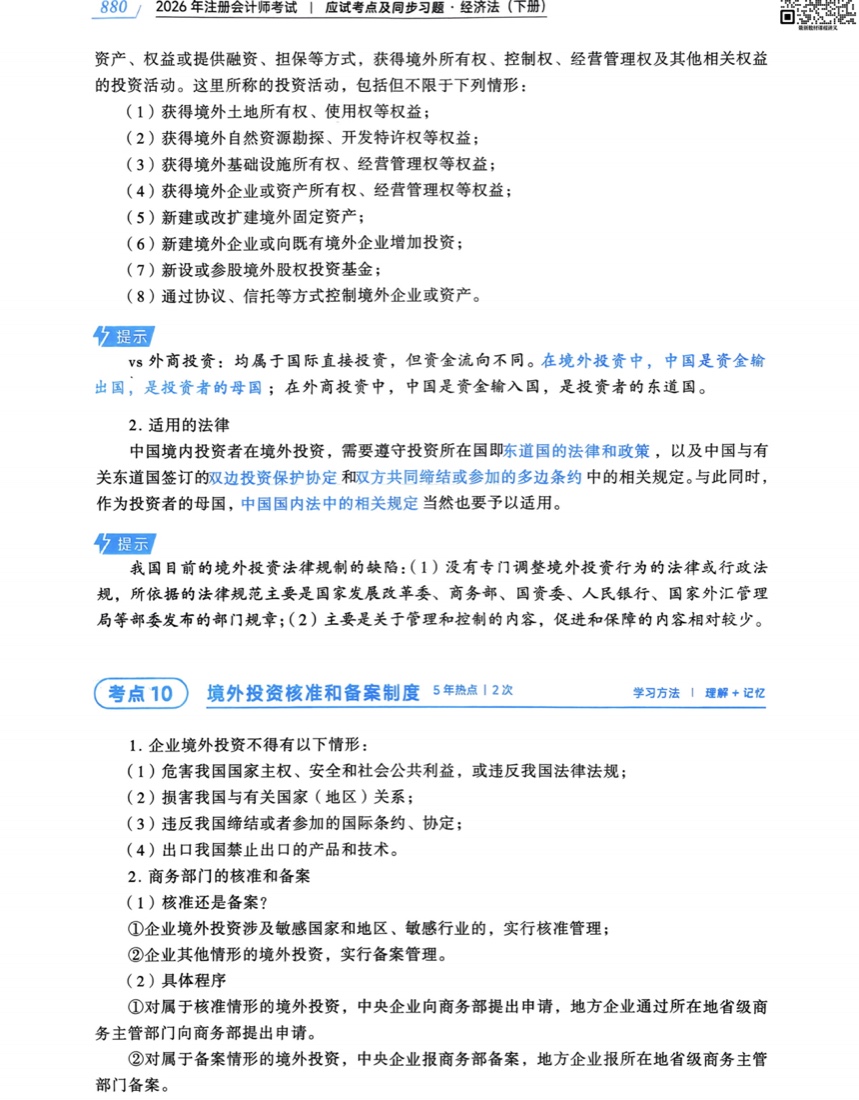 880 2026年注册会计师考试 | 应试考点及同步习题·经济法（下册）
资产、权益或提供融资、担保等方式，获得境外所有权、控制权、经营管理权及其他相关权益
的投资活动。这里所称的投资活动，包括但不限于下列情形：
（1）获得境外土地所有权、使用权等权益；
（2）获得境外自然资源勘探、开发特许权等权益；
（3）获得境外基础设施所有权、经营管理权等权益；
（4）获得境外企业或资产所有权、经营管理权等权益；
（5）新建或改扩建境外固定资产；
（6）新建境外企业或向既有境外企业增加投资；
（7）新设或参股境外股权投资基金；
（8）通过协议、信托等方式控制境外企业或资产。
提示
vs 外商投资：均属于国际直接投资，但资金流向不同。在境外投资中，中国是资金输
出国，是投资者的母国；在外商投资中，中国是资金输入国，是投资者的东道国。
2. 适用的法律
中国境内投资者在境外投资，需要遵守投资所在国即东道国的法律和政策，以及中国与有
关东道国签订的双边投资保护协定和双方共同缔结或参加的多边条约中的相关规定。与此同时，
作为投资者的母国，中国国内法中的相关规定当然也要予以适用。
提示
我国目前的境外投资法律规制的缺陷：（1）没有专门调整境外投资行为的法律或行政法
规，所依据的法律规范主要是国家发展改革委、商务部、国资委、人民银行、国家外汇管理
局等部委发布的部门规章；（2）主要是关于管理和控制的内容，促进和保障的内容相对较少。
考点 10 境外投资核准和备案制度 5年热点 | 2次 学习方法 | 理解+记忆
1. 企业境外投资不得有以下情形：
（1）危害我国国家主权、安全和社会公共利益，或违反我国法律法规；
（2）损害我国与有关国家（地区）关系；
（3）违反我国缔结或者参加的国际条约、协定；
（4）出口我国禁止出口的产品和技术。
2. 商务部门的核准和备案
（1）核准还是备案？
①企业境外投资涉及敏感国家和地区、敏感行业的，实行核准管理；
②企业其他情形的境外投资，实行备案管理。
（2）具体程序
①对属于核准情形的境外投资，中央企业向商务部提出申请，地方企业通过所在地省级商
务主管部门向商务部提出申请。
②对属于备案情形的境外投资，中央企业报商务部备案，地方企业报所在地省级商务主管
部门备案。